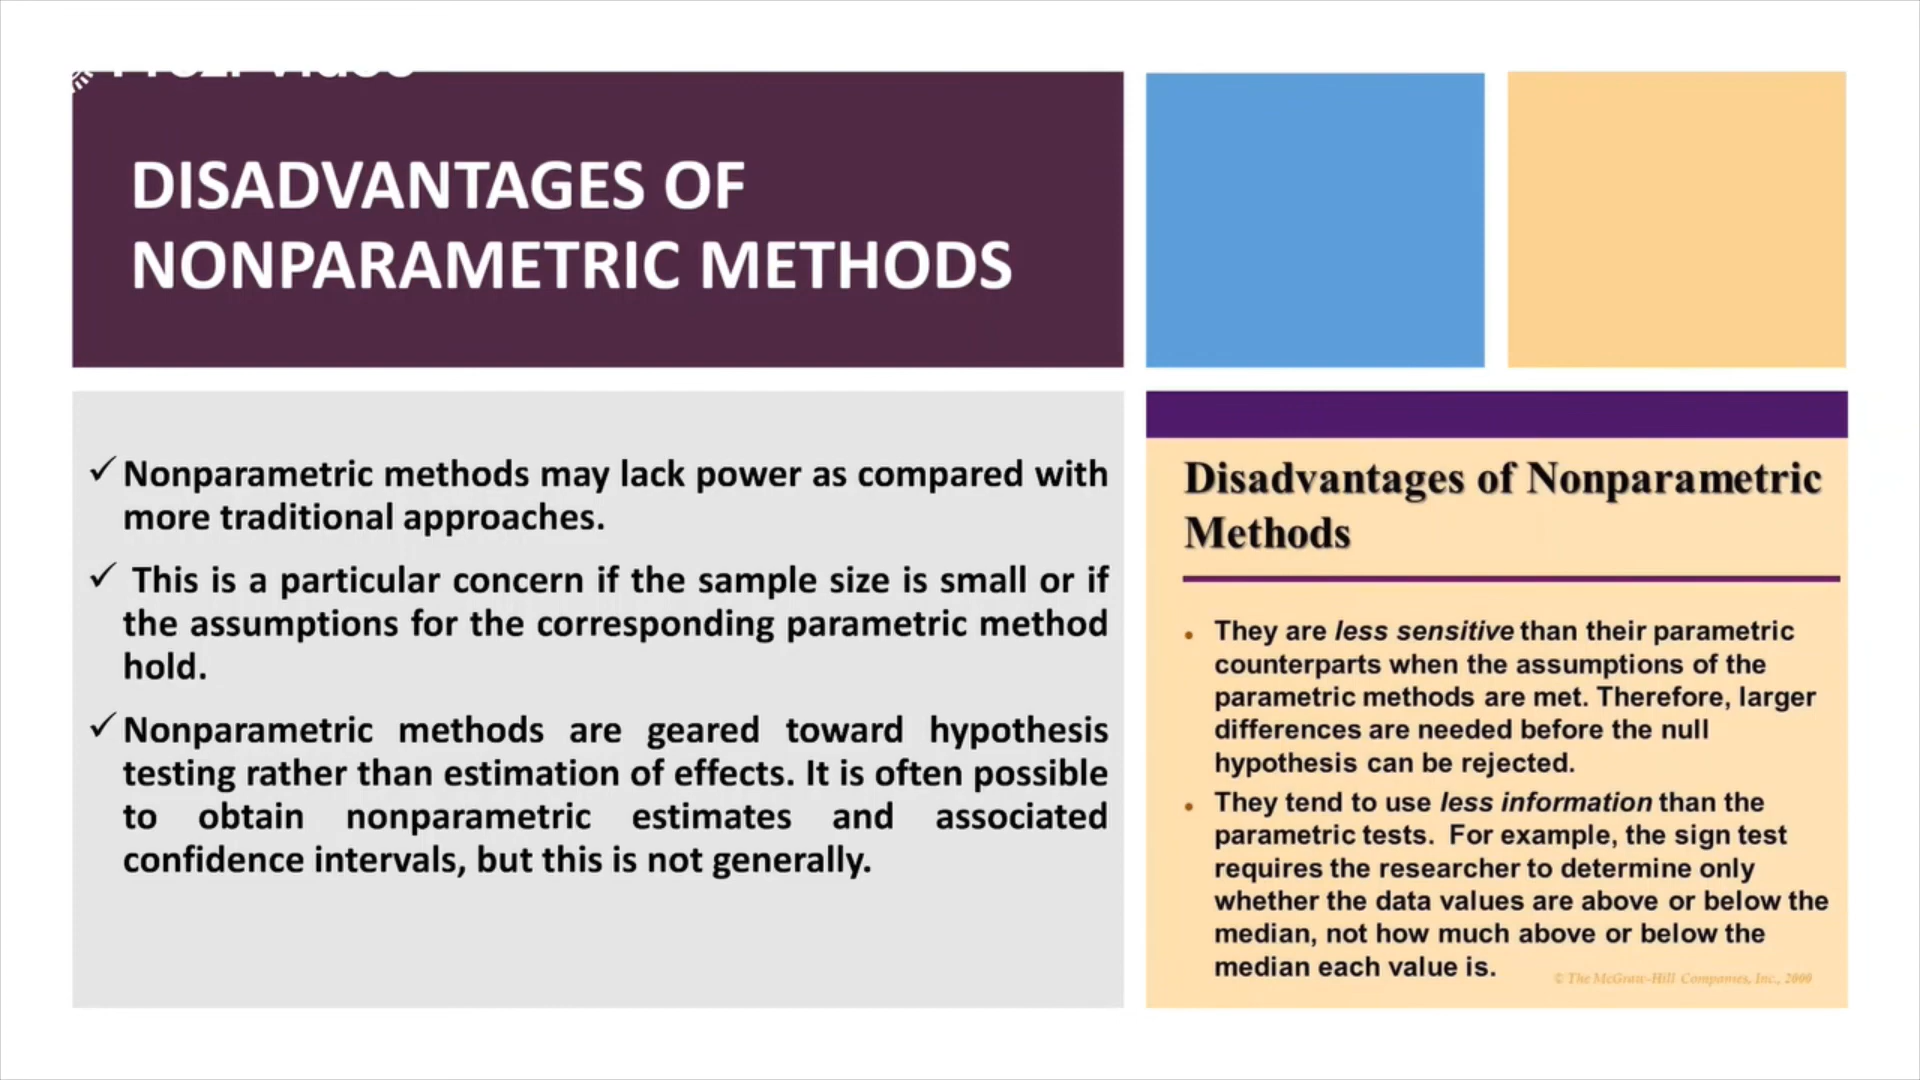 DISADVANTAGES OF
NONPARAMETRIC METHODS
✓ Nonparametric methods may lack power as compared with
more traditional approaches.
✓ This is a particular concern if the sample size is small or if
the assumptions for the corresponding parametric method
hold.
✓ Nonparametric methods are geared toward hypothesis
testing rather than estimation of effects. It is often possible
to obtain nonparametric estimates and associated
confidence intervals, but this is not generally.
Disadvantages of Nonparametric
Methods
• They are less sensitive than their parametric
counterparts when the assumptions of the
parametric methods are met. Therefore, larger
differences are needed before the null
hypothesis can be rejected.
• They tend to use less information than the
parametric tests. For example, the sign test
requires the researcher to determine only
whether the data values are above or below the
median, not how much above or below the
median each value is.
© The McGraw-Hill Companies, Inc., 2000